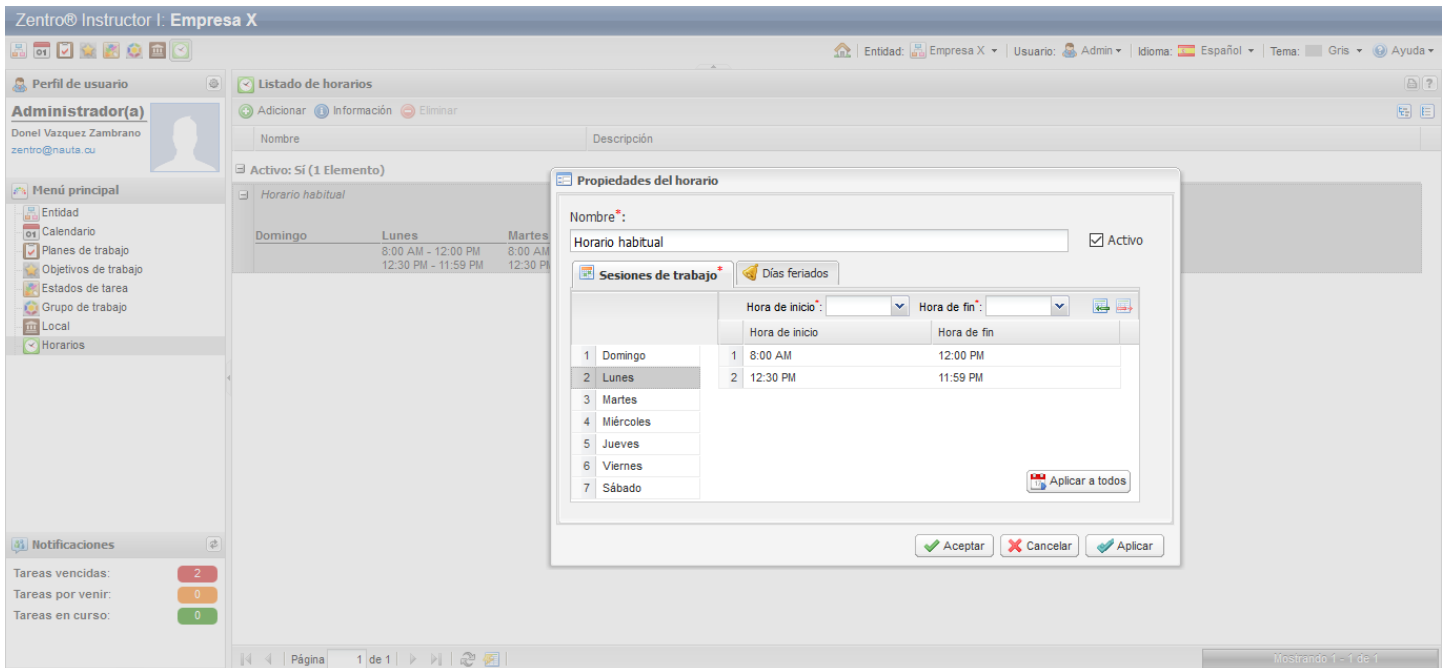 Zentro® Instructor I: Empresa X
Entidad: Empresa X | Usuario: Admin | Idioma: Español | Tema: Gris Ayuda
Perfil de usuario
Administrador(a)
Donel Vazquez Zambrano
zentro@nauta.cu
Menú principal
Entidad
01 Calendario
Planes de trabajo
Objetivos de trabajo
Estados de tarea
Grupo de trabajo
Local
Horarios
Notificaciones
Tareas vencidas: 2
Tareas por venir: 0
Tareas en curso: 0
Listado de horarios
Adicionar Información Eliminar
Nombre Descripción
Activo: Sí (1 Elemento)
Horario habitual
Domingo Lunes Martes
8:00 AM - 12:00 PM 8:00 AM
12:30 PM - 11:59 PM 12:30
Propiedades del horario
Nombre*:
Horario habitual Activo
Sesiones de trabajo* Días feriados
Hora de inicio*: Hora de fin*:
Hora de inicio Hora de fin
1 Domingo
2 Lunes
3 Martes
4 Miércoles
5 Jueves
6 Viernes
7 Sábado
1 8:00 AM 12:00 PM
2 12:30 PM 11:59 PM
Aplicar a todos
Aceptar Cancelar Aplicar
Página 1 de 1
Mostrando 1 - 1 de 1